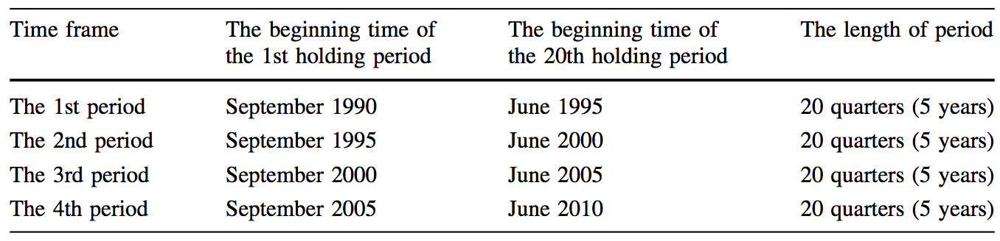 Time frame The beginning time of The beginning time of The length of period
the 1st holding period the 20th holding period
The 1st period September 1990 June 1995 20 quarters (5 years)
The 2nd period September 1995 June 2000 20 quarters (5 years)
The 3rd period September 2000 June 2005 20 quarters (5 years)
The 4th period September 2005 June 2010 20 quarters (5 years)